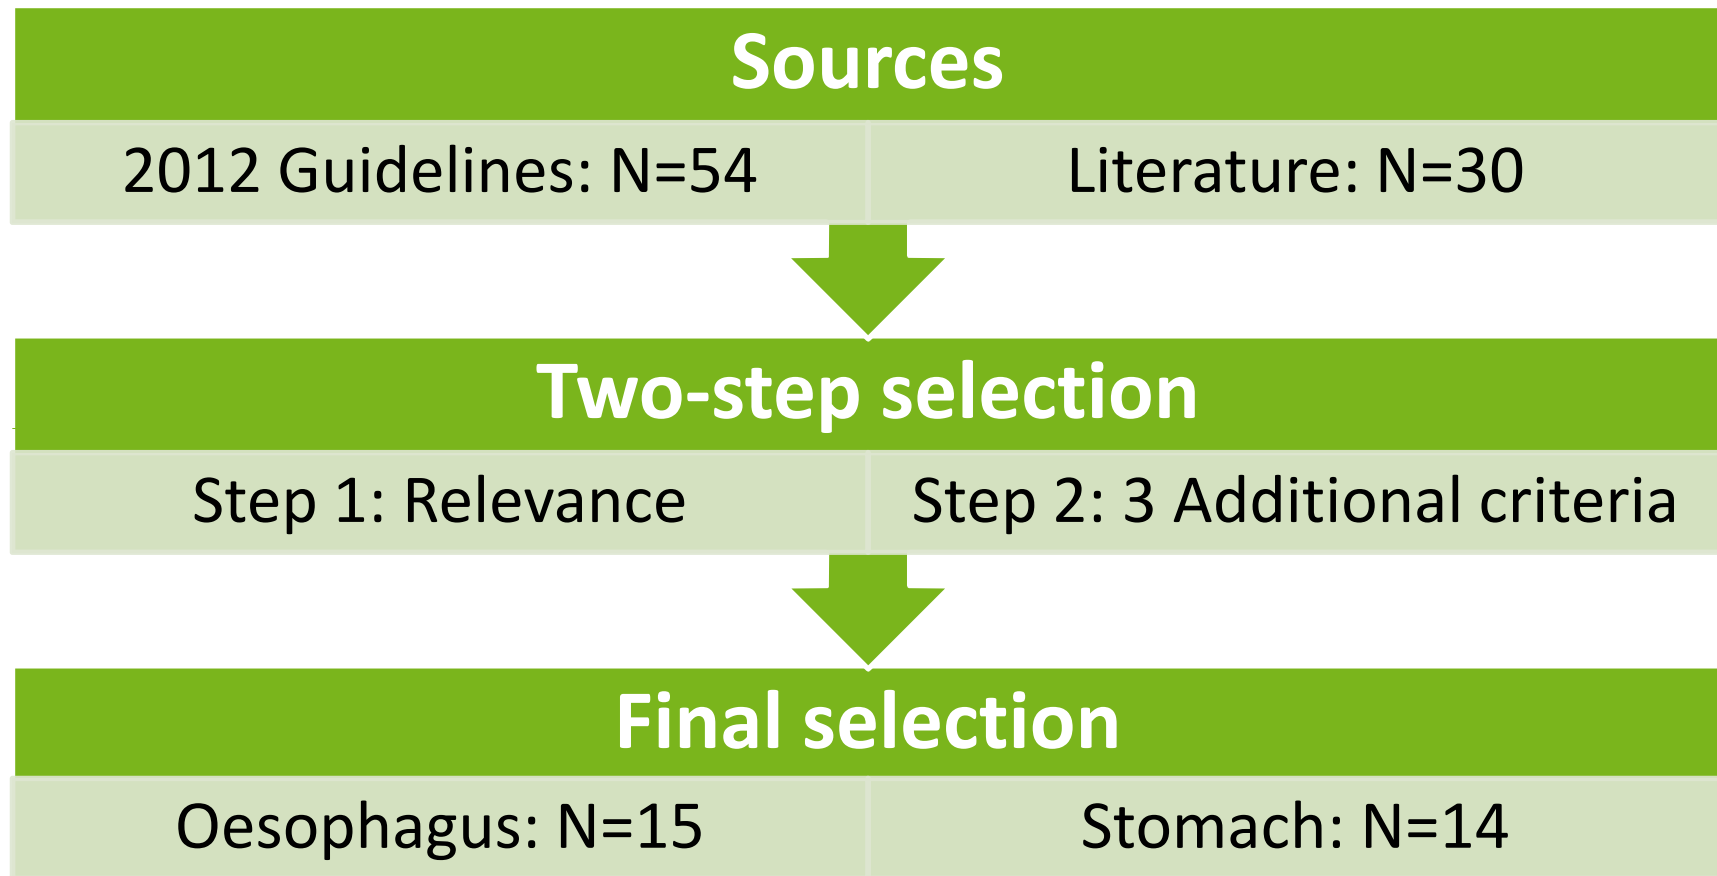 Sources
2012 Guidelines: N=54
Literature: N=30
Two-step selection
Step 1: Relevance
Step 2: 3 Additional criteria
Final selection
Oesophagus: N=15
Stomach: N=14